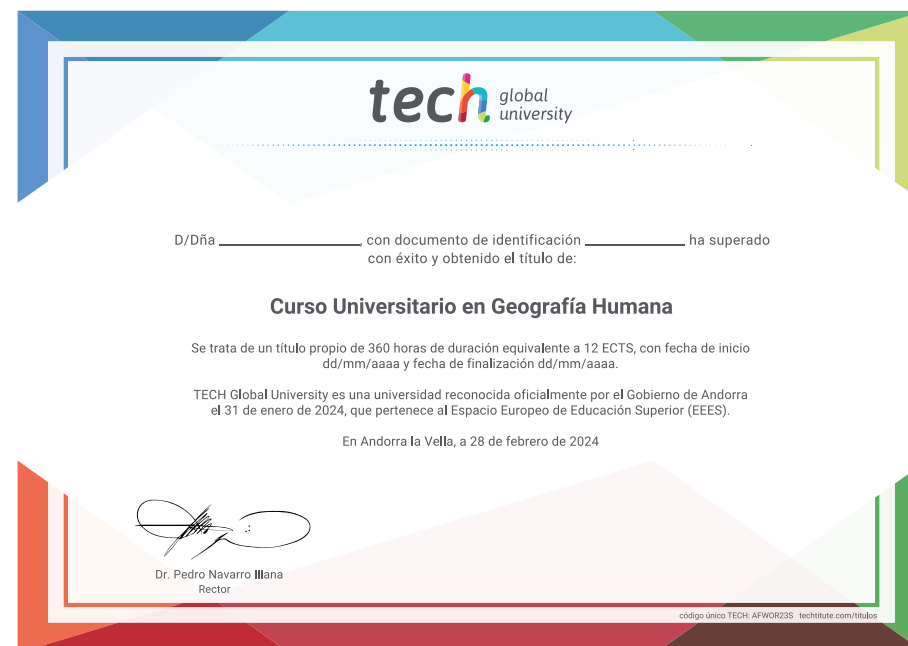 tech global university
D/Dña ____________________, con documento de identificación ______________ ha superado
con éxito y obtenido el título de:
Curso Universitario en Geografía Humana
Se trata de un título propio de 360 horas de duración equivalente a 12 ECTS, con fecha de inicio
dd/mm/aaaa y fecha de finalización dd/mm/aaaa.
TECH Global University es una universidad reconocida oficialmente por el Gobierno de Andorra
el 31 de enero de 2024, que pertenece al Espacio Europeo de Educación Superior (EEES).
En Andorra la Vella, a 28 de febrero de 2024
Dr. Pedro Navarro Illana
Rector
código único TECH: AFWOR23S techtitute.com/titulos